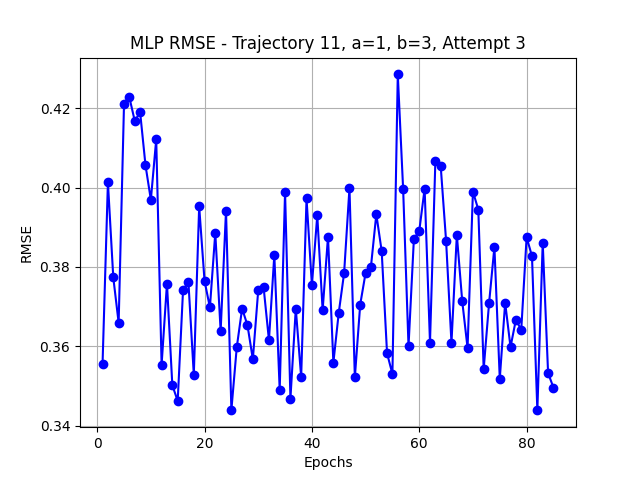 MLP RMSE - Trajectory 11, a=1, b=3, Attempt 3
0.42
0.40
0.38
0.36
0.34
RMSE
0 20 40 60 80
Epochs